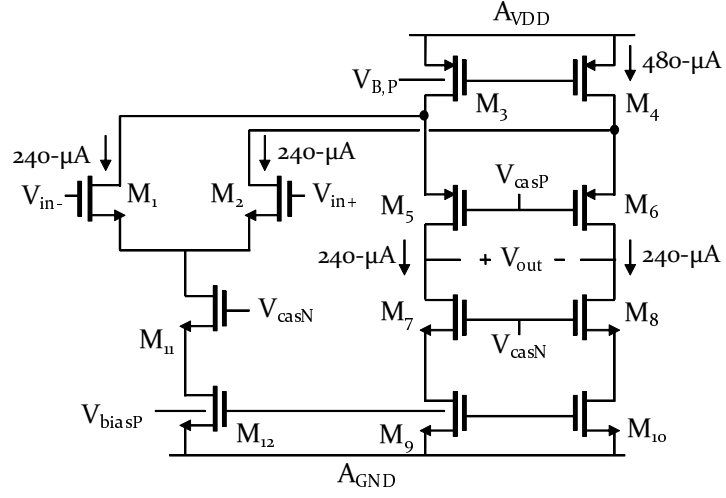 AVDD
480-µA
VB,P
M3
M4
240-µA
240-µA
VcasP
Vin-
M1
M2
Vin+
M5
M6
240-µA
+ Vout -
240-µA
VcasN
M7
M8
M11
VcasN
VbiasP
M12
M9
M10
AGND